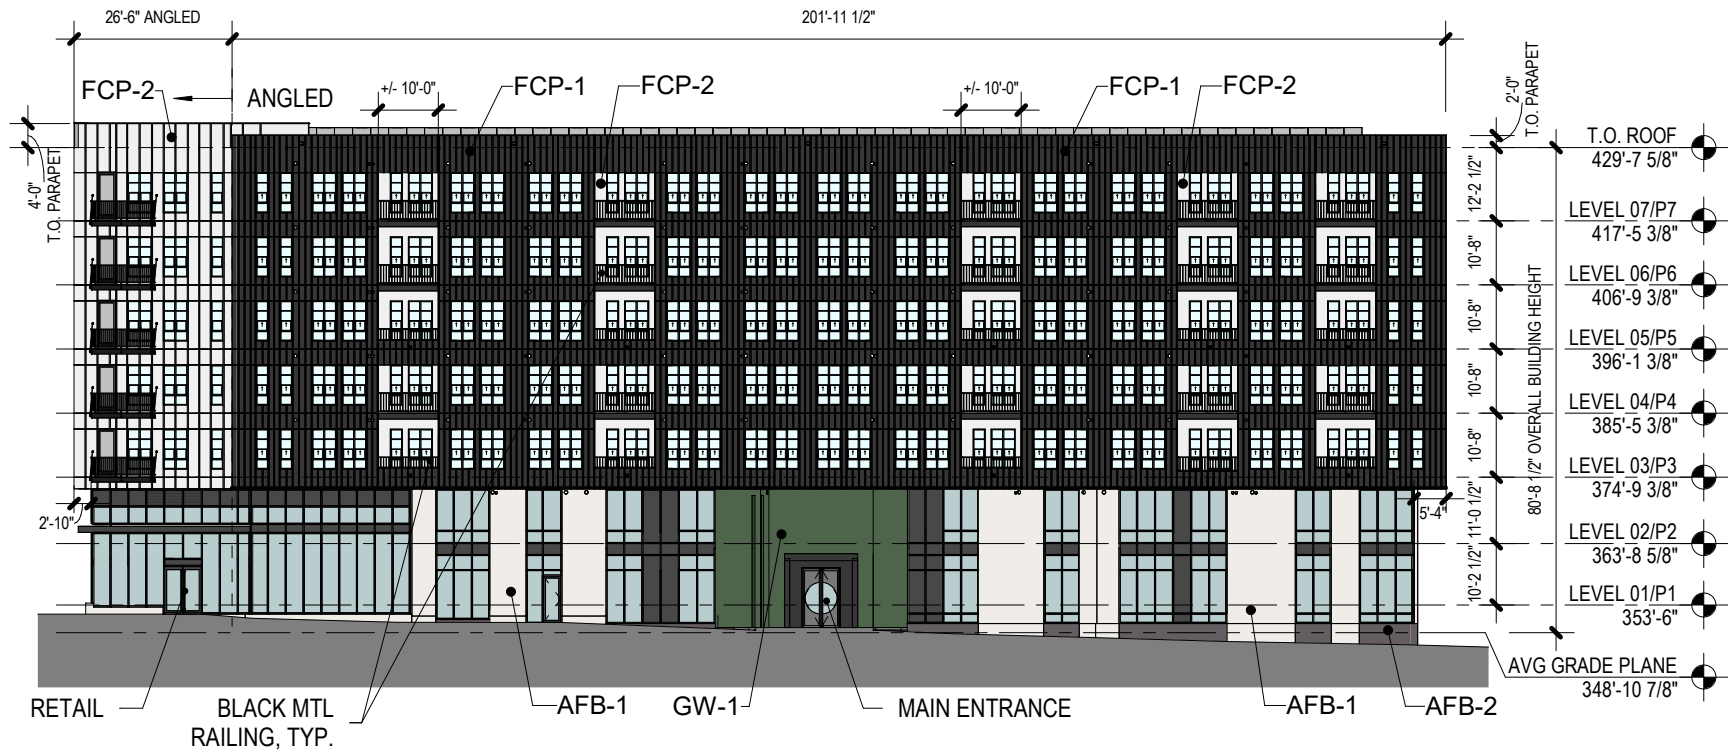 26'-6" ANGLED
201'-11 1/2"
FCP-2
ANGLED
+/- 10'-0"
FCP-1
FCP-2
+/- 10'-0"
FCP-1
FCP-2
2'-0"
T.O. PARAPET
4'-0"
T.O. PARAPET
T.O. ROOF
429'-7 5/8"
12'-2 1/2"
LEVEL 07/P7
417'-5 3/8"
10'-8"
LEVEL 06/P6
406'-9 3/8"
10'-8"
LEVEL 05/P5
396'-1 3/8"
10'-8"
LEVEL 04/P4
385'-5 3/8"
10'-8"
LEVEL 03/P3
374'-9 3/8"
11'-0 1/2"
LEVEL 02/P2
363'-8 5/8"
10'-2 1/2"
LEVEL 01/P1
353'-6"
80'-8 1/2" OVERALL BUILDING HEIGHT
2'-10"
5'-4"
AVG GRADE PLANE
348'-10 7/8"
RETAIL
BLACK MTL
RAILING, TYP.
AFB-1
GW-1
MAIN ENTRANCE
AFB-1
AFB-2